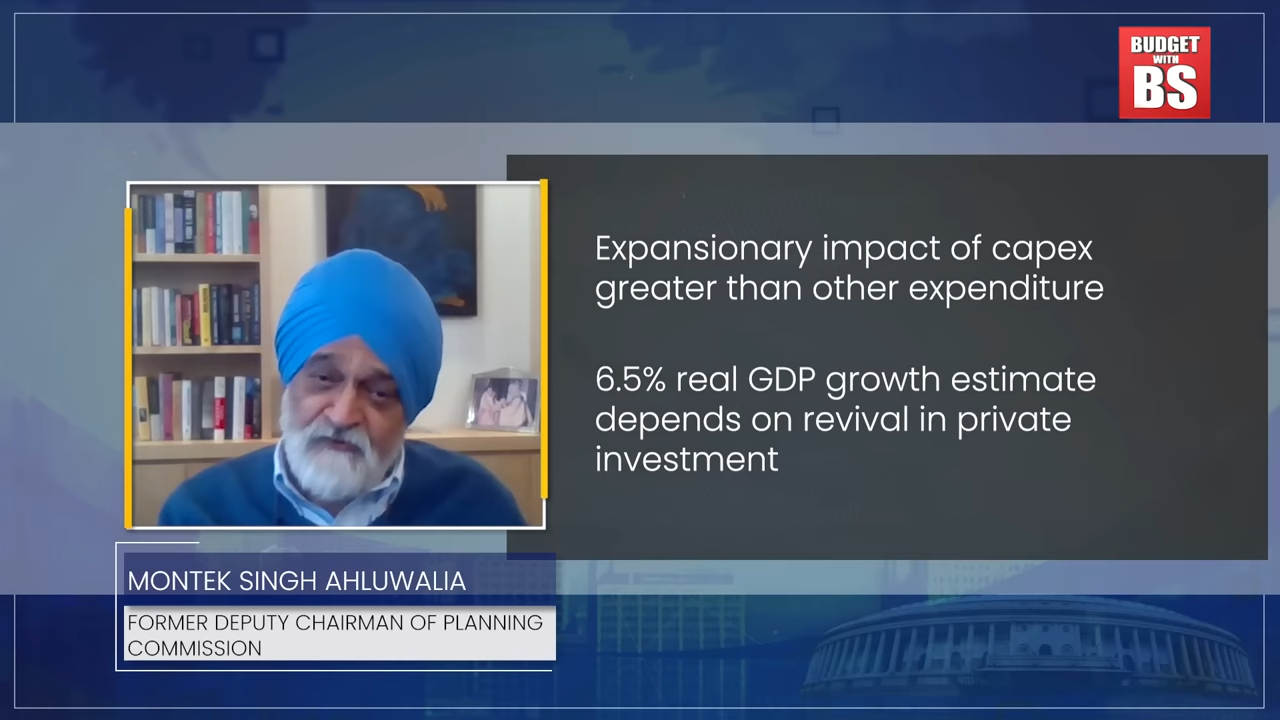 BUDGET
WITH
BS
Expansionary impact of capex
greater than other expenditure
6.5% real GDP growth estimate
depends on revival in private
investment
MONTEK SINGH AHLUWALIA
FORMER DEPUTY CHAIRMAN OF PLANNING
COMMISSION